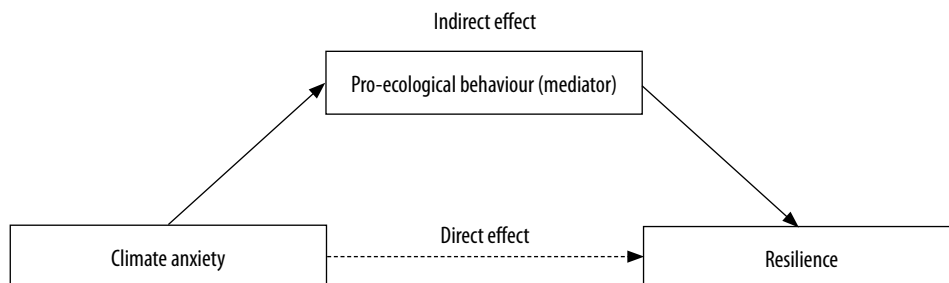 Indirect effect
Pro-ecological behaviour (mediator)
Direct effect
Climate anxiety
Resilience